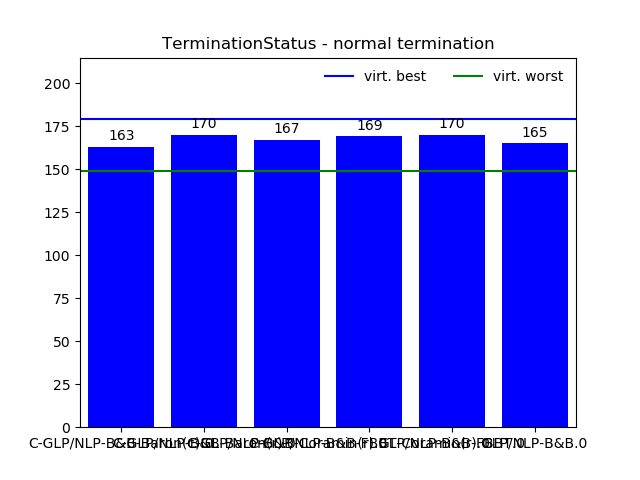 TerminationStatus - normal termination
virt. best virt. worst
200
175
150
125
100
75
50
25
0
163 170 167 169 170 165
C-GLP/NLP-B&B